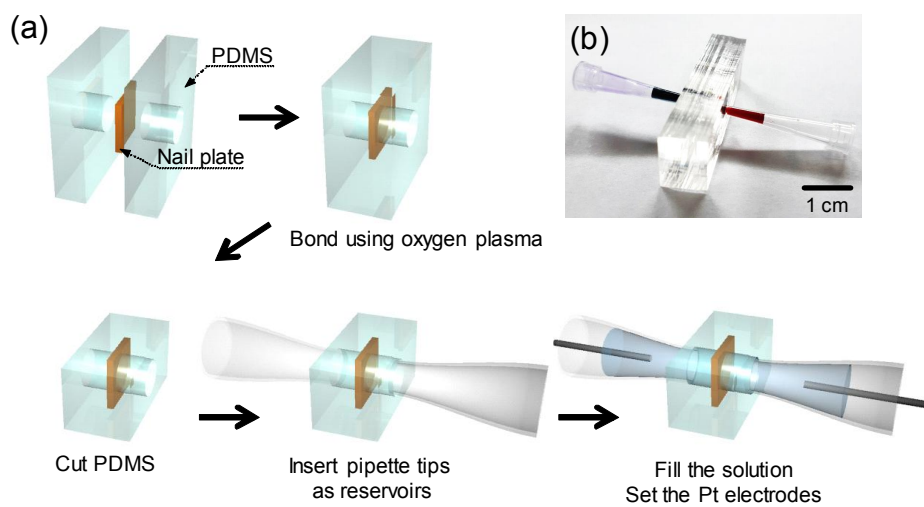 (a)
PDMS
Nail plate
Bond using oxygen plasma
(b)
1 cm
Cut PDMS
Insert pipette tips
as reservoirs
Fill the solution
Set the Pt electrodes